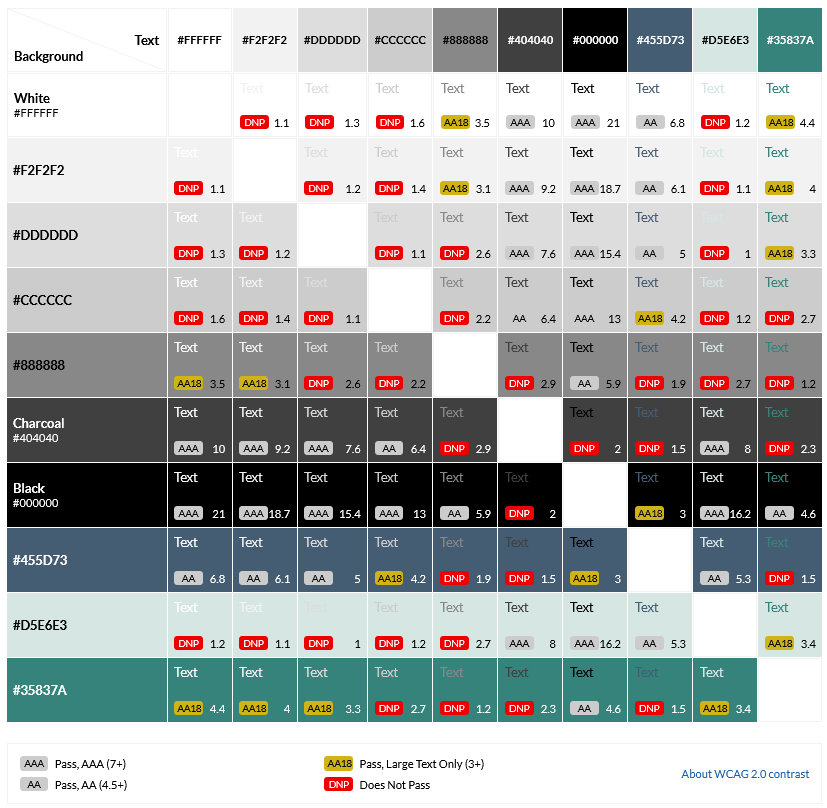 Text
Background
#FFFFFF #F2F2F2 #DDDDDD #CCCCCC #888888 #404040 #000000 #455D73 #D5E6E3 #35837A
White
#FFFFFF
Text Text Text Text Text Text Text Text Text
DNP 1.1 DNP 1.3 DNP 1.6 AA18 3.5 AAA 10 AAA 21 AA 6.8 DNP 1.2 AA18 4.4
#F2F2F2
Text Text Text Text Text Text Text Text Text
DNP 1.1 DNP 1.2 DNP 1.4 AA18 3.1 AAA 9.2 AAA 18.7 AA 6.1 DNP 1.1 AA18 4
#DDDDDD
Text Text Text Text Text Text Text Text Text
DNP 1.3 DNP 1.2 DNP 1.1 DNP 2.6 AAA 7.6 AAA 15.4 AA 5 DNP 1 AA18 3.3
#CCCCCC
Text Text Text Text Text Text Text Text Text
DNP 1.6 DNP 1.4 DNP 1.1 DNP 2.2 AA 6.4 AAA 13 AA18 4.2 DNP 1.2 DNP 2.7
#888888
Text Text Text Text Text Text Text Text Text
AA18 3.5 AA18 3.1 DNP 2.6 DNP 2.2 DNP 2.9 AA 5.9 DNP 1.9 DNP 2.7 DNP 1.2
Charcoal
#404040
Text Text Text Text Text Text Text Text Text
AAA 10 AAA 9.2 AAA 7.6 AA 6.4 DNP 2.9 DNP 2 DNP 1.5 AAA 8 DNP 2.3
Black
#000000
Text Text Text Text Text Text Text Text Text
AAA 21 AAA 18.7 AAA 15.4 AAA 13 AA 5.9 DNP 2 AA18 3 AAA 16.2 AA 4.6
#455D73
Text Text Text Text Text Text Text Text Text
AA 6.8 AA 6.1 AA 5 AA18 4.2 DNP 1.9 DNP 1.5 AA18 3 AA 5.3 DNP 1.5
#D5E6E3
Text Text Text Text Text Text Text Text Text
DNP 1.2 DNP 1.1 DNP 1 DNP 1.2 DNP 2.7 AAA 8 AAA 16.2 AA 5.3 AA18 3.4
#35837A
Text Text Text Text Text Text Text Text Text
AA18 4.4 AA18 4 AA18 3.3 DNP 2.7 DNP 1.2 DNP 2.3 AA 4.6 DNP 1.5 AA18 3.4
AAA Pass, AAA (7+)
AA Pass, AA (4.5+)
AA18 Pass, Large Text Only (3+)
DNP Does Not Pass
About WCAG 2.0 contrast